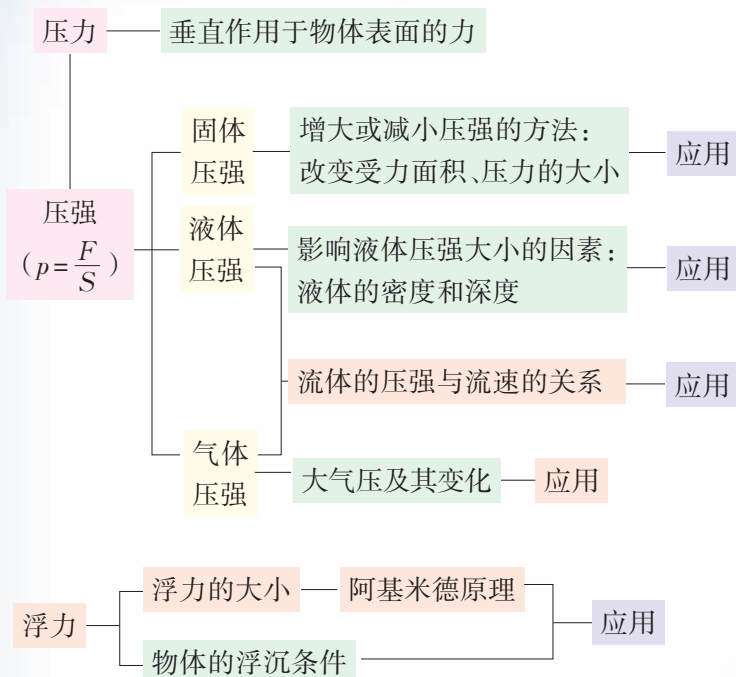 压力
垂直作用于物体表面的力
固体
压强
增大或减小压强的方法：
改变受力面积、压力的大小
应用
压强
（p=F/S）
液体
压强
影响液体压强大小的因素：
液体的密度和深度
应用
流体的压强与流速的关系
应用
气体
压强
大气压及其变化
应用
浮力
浮力的大小
阿基米德原理
物体的浮沉条件
应用